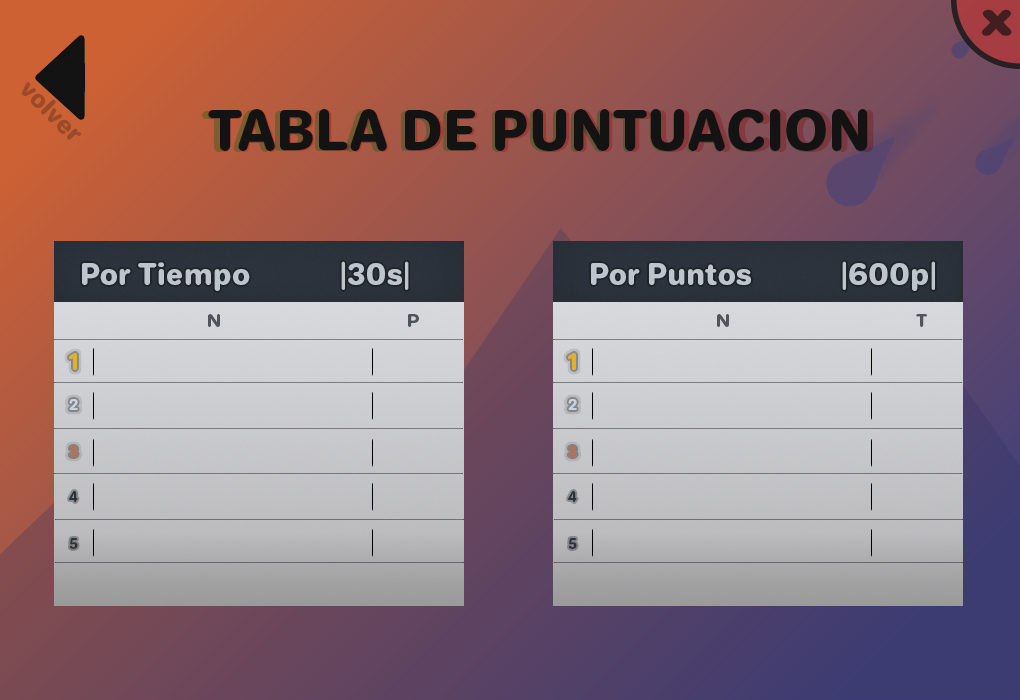 volver
TABLA DE PUNTUACION
Por Tiempo |30s|
N P
1
2
3
4
5
Por Puntos |600p|
N T
1
2
3
4
5